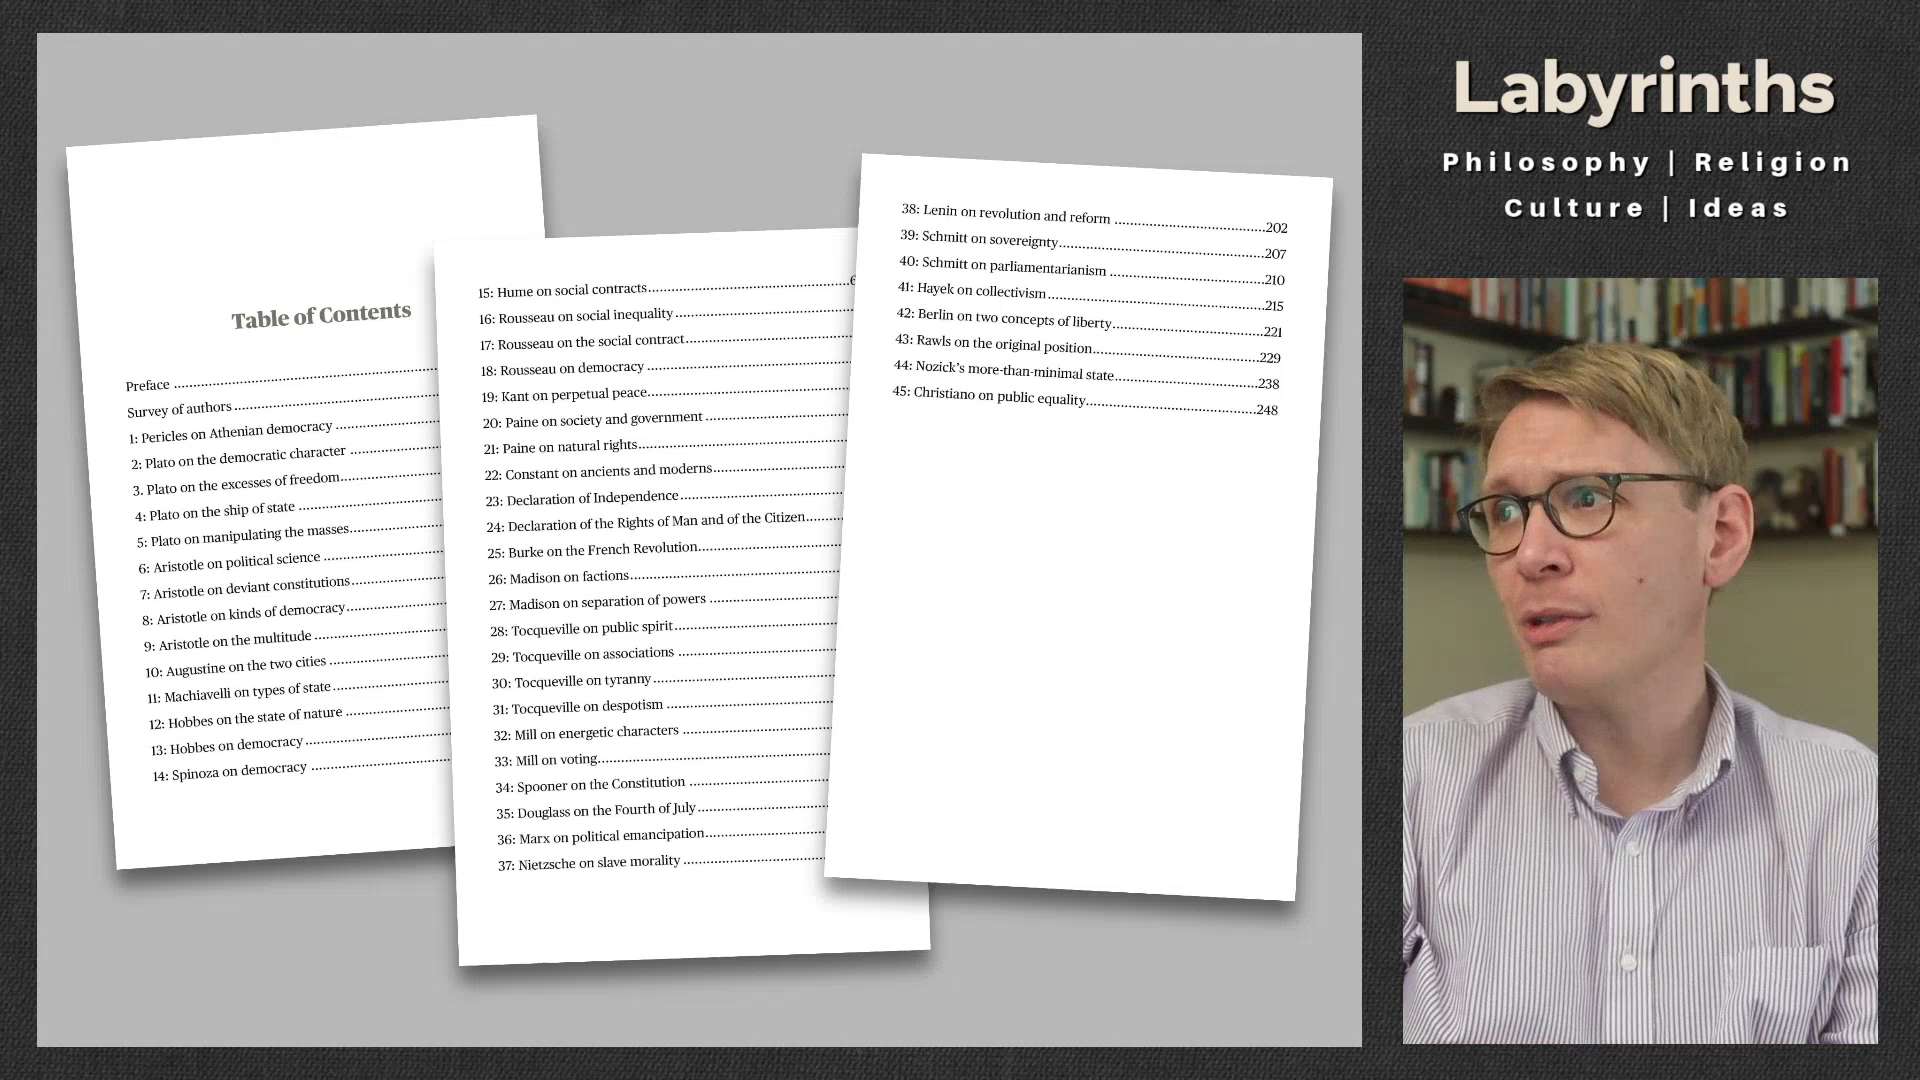 Table of Contents
Preface
Survey of authors
1: Pericles on Athenian democracy
2: Plato on the democratic character
3. Plato on the excesses of freedom
4: Plato on the ship of state
5: Plato on manipulating the masses
6: Aristotle on political science
7: Aristotle on deviant constitutions
8: Aristotle on kinds of democracy
9: Aristotle on the multitude
10: Augustine on the two cities
11: Machiavelli on types of state
12: Hobbes on the state of nature
13: Hobbes on democracy
14: Spinoza on democracy
15: Hume on social contracts
16: Rousseau on social inequality
17: Rousseau on the social contract
18: Rousseau on democracy
19: Kant on perpetual peace
20: Paine on society and government
21: Paine on natural rights
22: Constant on ancients and moderns
23: Declaration of Independence
24: Declaration of the Rights of Man and of the Citizen
25: Burke on the French Revolution
26: Madison on factions
27: Madison on separation of powers
28: Tocqueville on public spirit
29: Tocqueville on associations
30: Tocqueville on tyranny
31: Tocqueville on despotism
32: Mill on energetic characters
33: Mill on voting
34: Spooner on the Constitution
35: Douglass on the Fourth of July
36: Marx on political emancipation
37: Nietzsche on slave morality
38: Lenin on revolution and reform 202
39: Schmitt on sovereignty 207
40: Schmitt on parliamentarianism 210
41: Hayek on collectivism 215
42: Berlin on two concepts of liberty 221
43: Rawls on the original position 229
44: Nozick's more-than-minimal state 238
45: Christiano on public equality 248
Labyrinths
Philosophy | Religion
Culture | Ideas